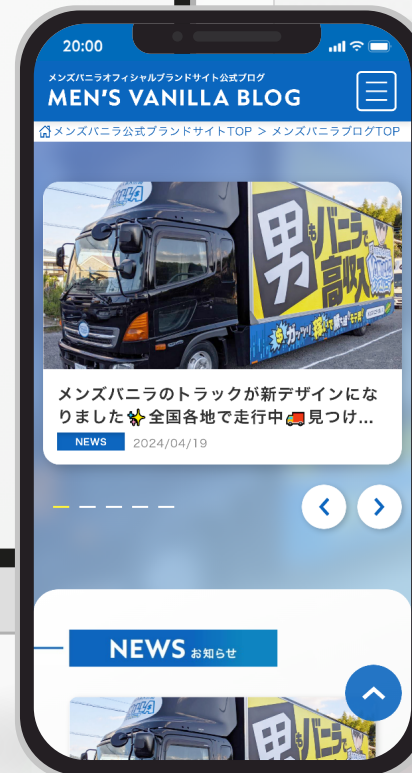 20:00
メンズバニラオフィシャルブランドサイト公式ブログ
MEN'S VANILLA BLOG
メンズバニラ公式ブランドサイトTOP > メンズバニラブログTOP
男もバニラで
高収入
メンズバニラのトラックが新デザインにな
りました✨全国各地で走行中🚚見つけ...
NEWS 2024/04/19
NEWS お知らせ